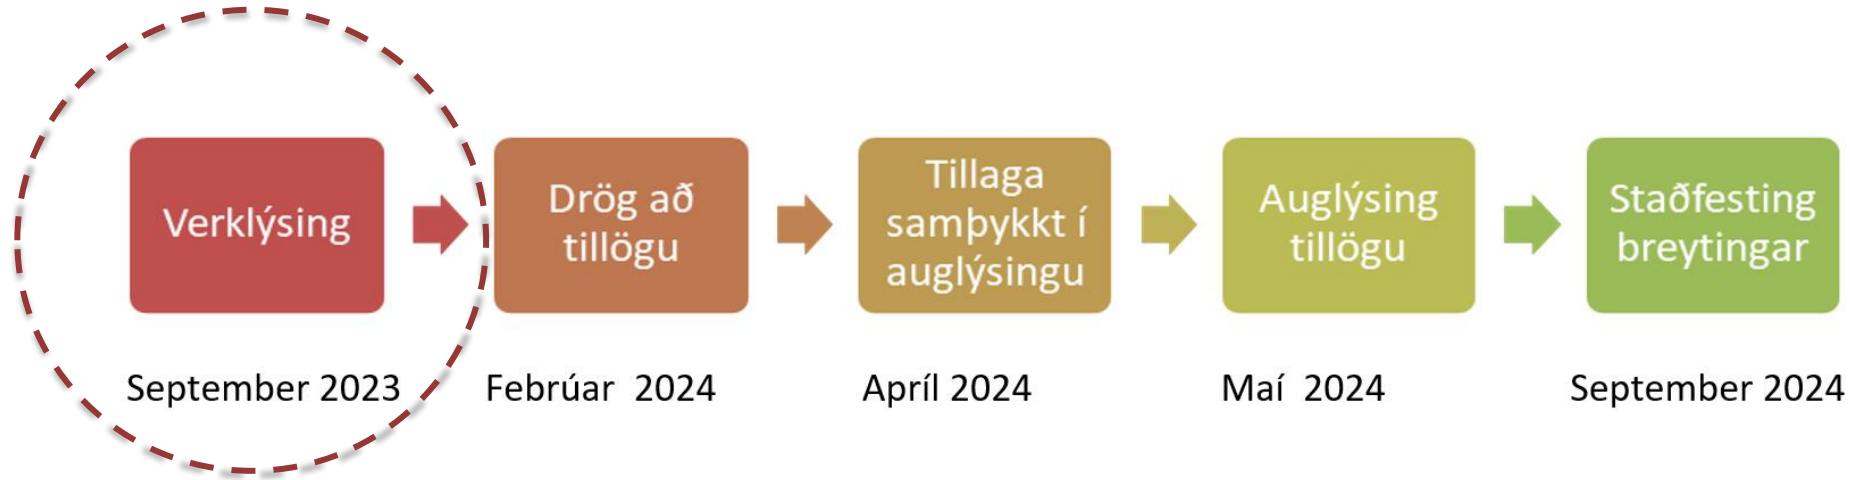 Verklýsing
Drög að
tillögu
Tillaga
samþykkt í
auglýsingu
Auglýsing
tillögu
Staðfesting
breytingar
September 2023
Febrúar 2024
Apríl 2024
Maí 2024
September 2024